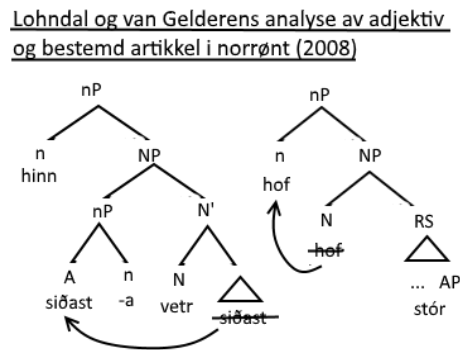 Lohndal og van Gelderens analyse av adjektiv
og bestemd artikkel i norrønt (2008)
nP
n
hinn
NP
nP
N'
A
siðast
n
-a
N
vetr
siðast
nP
n
hof
NP
N
hof
RS
... AP
stór